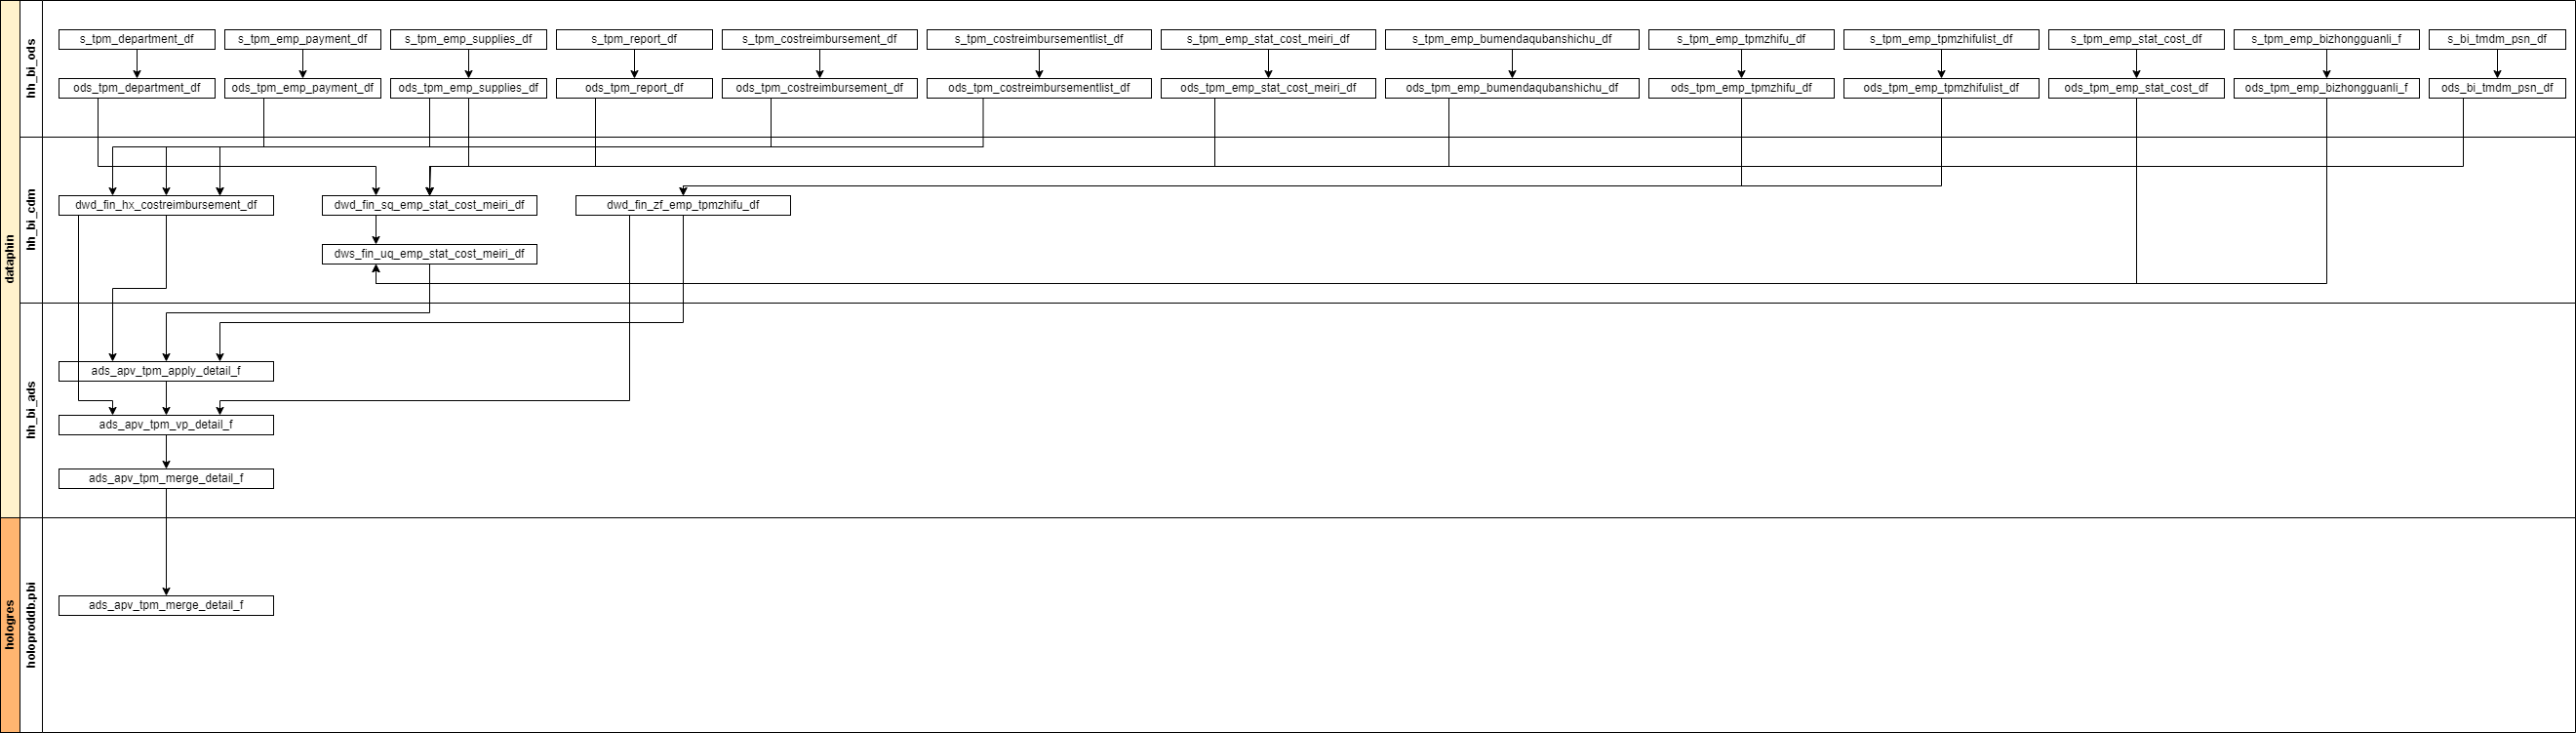 dataphin
hh_bi_ods
s_tpm_department_df
s_tpm_emp_payment_df
s_tpm_emp_supplies_df
s_tpm_report_df
s_tpm_costreimbursement_df
s_tpm_costreimbursementlist_df
s_tpm_emp_stat_cost_meiri_df
s_tpm_emp_bumendaqubanshichu_df
s_tpm_emp_tpmzhifu_df
s_tpm_emp_tpmzhifulist_df
s_tpm_emp_stat_cost_df
s_tpm_emp_bizhongguanli_f
s_bi_tmdm_psn_df
ods_tpm_department_df
ods_tpm_emp_payment_df
ods_tpm_emp_supplies_df
ods_tpm_report_df
ods_tpm_costreimbursement_df
ods_tpm_costreimbursementlist_df
ods_tpm_emp_stat_cost_meiri_df
ods_tpm_emp_bumendaqubanshichu_df
ods_tpm_emp_tpmzhifu_df
ods_tpm_emp_tpmzhifulist_df
ods_tpm_emp_stat_cost_df
ods_tpm_emp_bizhongguanli_f
ods_bi_tmdm_psn_df
hh_bi_cdm
dwd_fin_hx_costreimbursement_df
dwd_fin_sq_emp_stat_cost_meiri_df
dwd_fin_zf_emp_tpmzhifu_df
dws_fin_uq_emp_stat_cost_meiri_df
hh_bi_ads
ads_apv_tpm_apply_detail_f
ads_apv_tpm_vp_detail_f
ads_apv_tpm_merge_detail_f
hologres
holoproddb.pbi
ads_apv_tpm_merge_detail_f